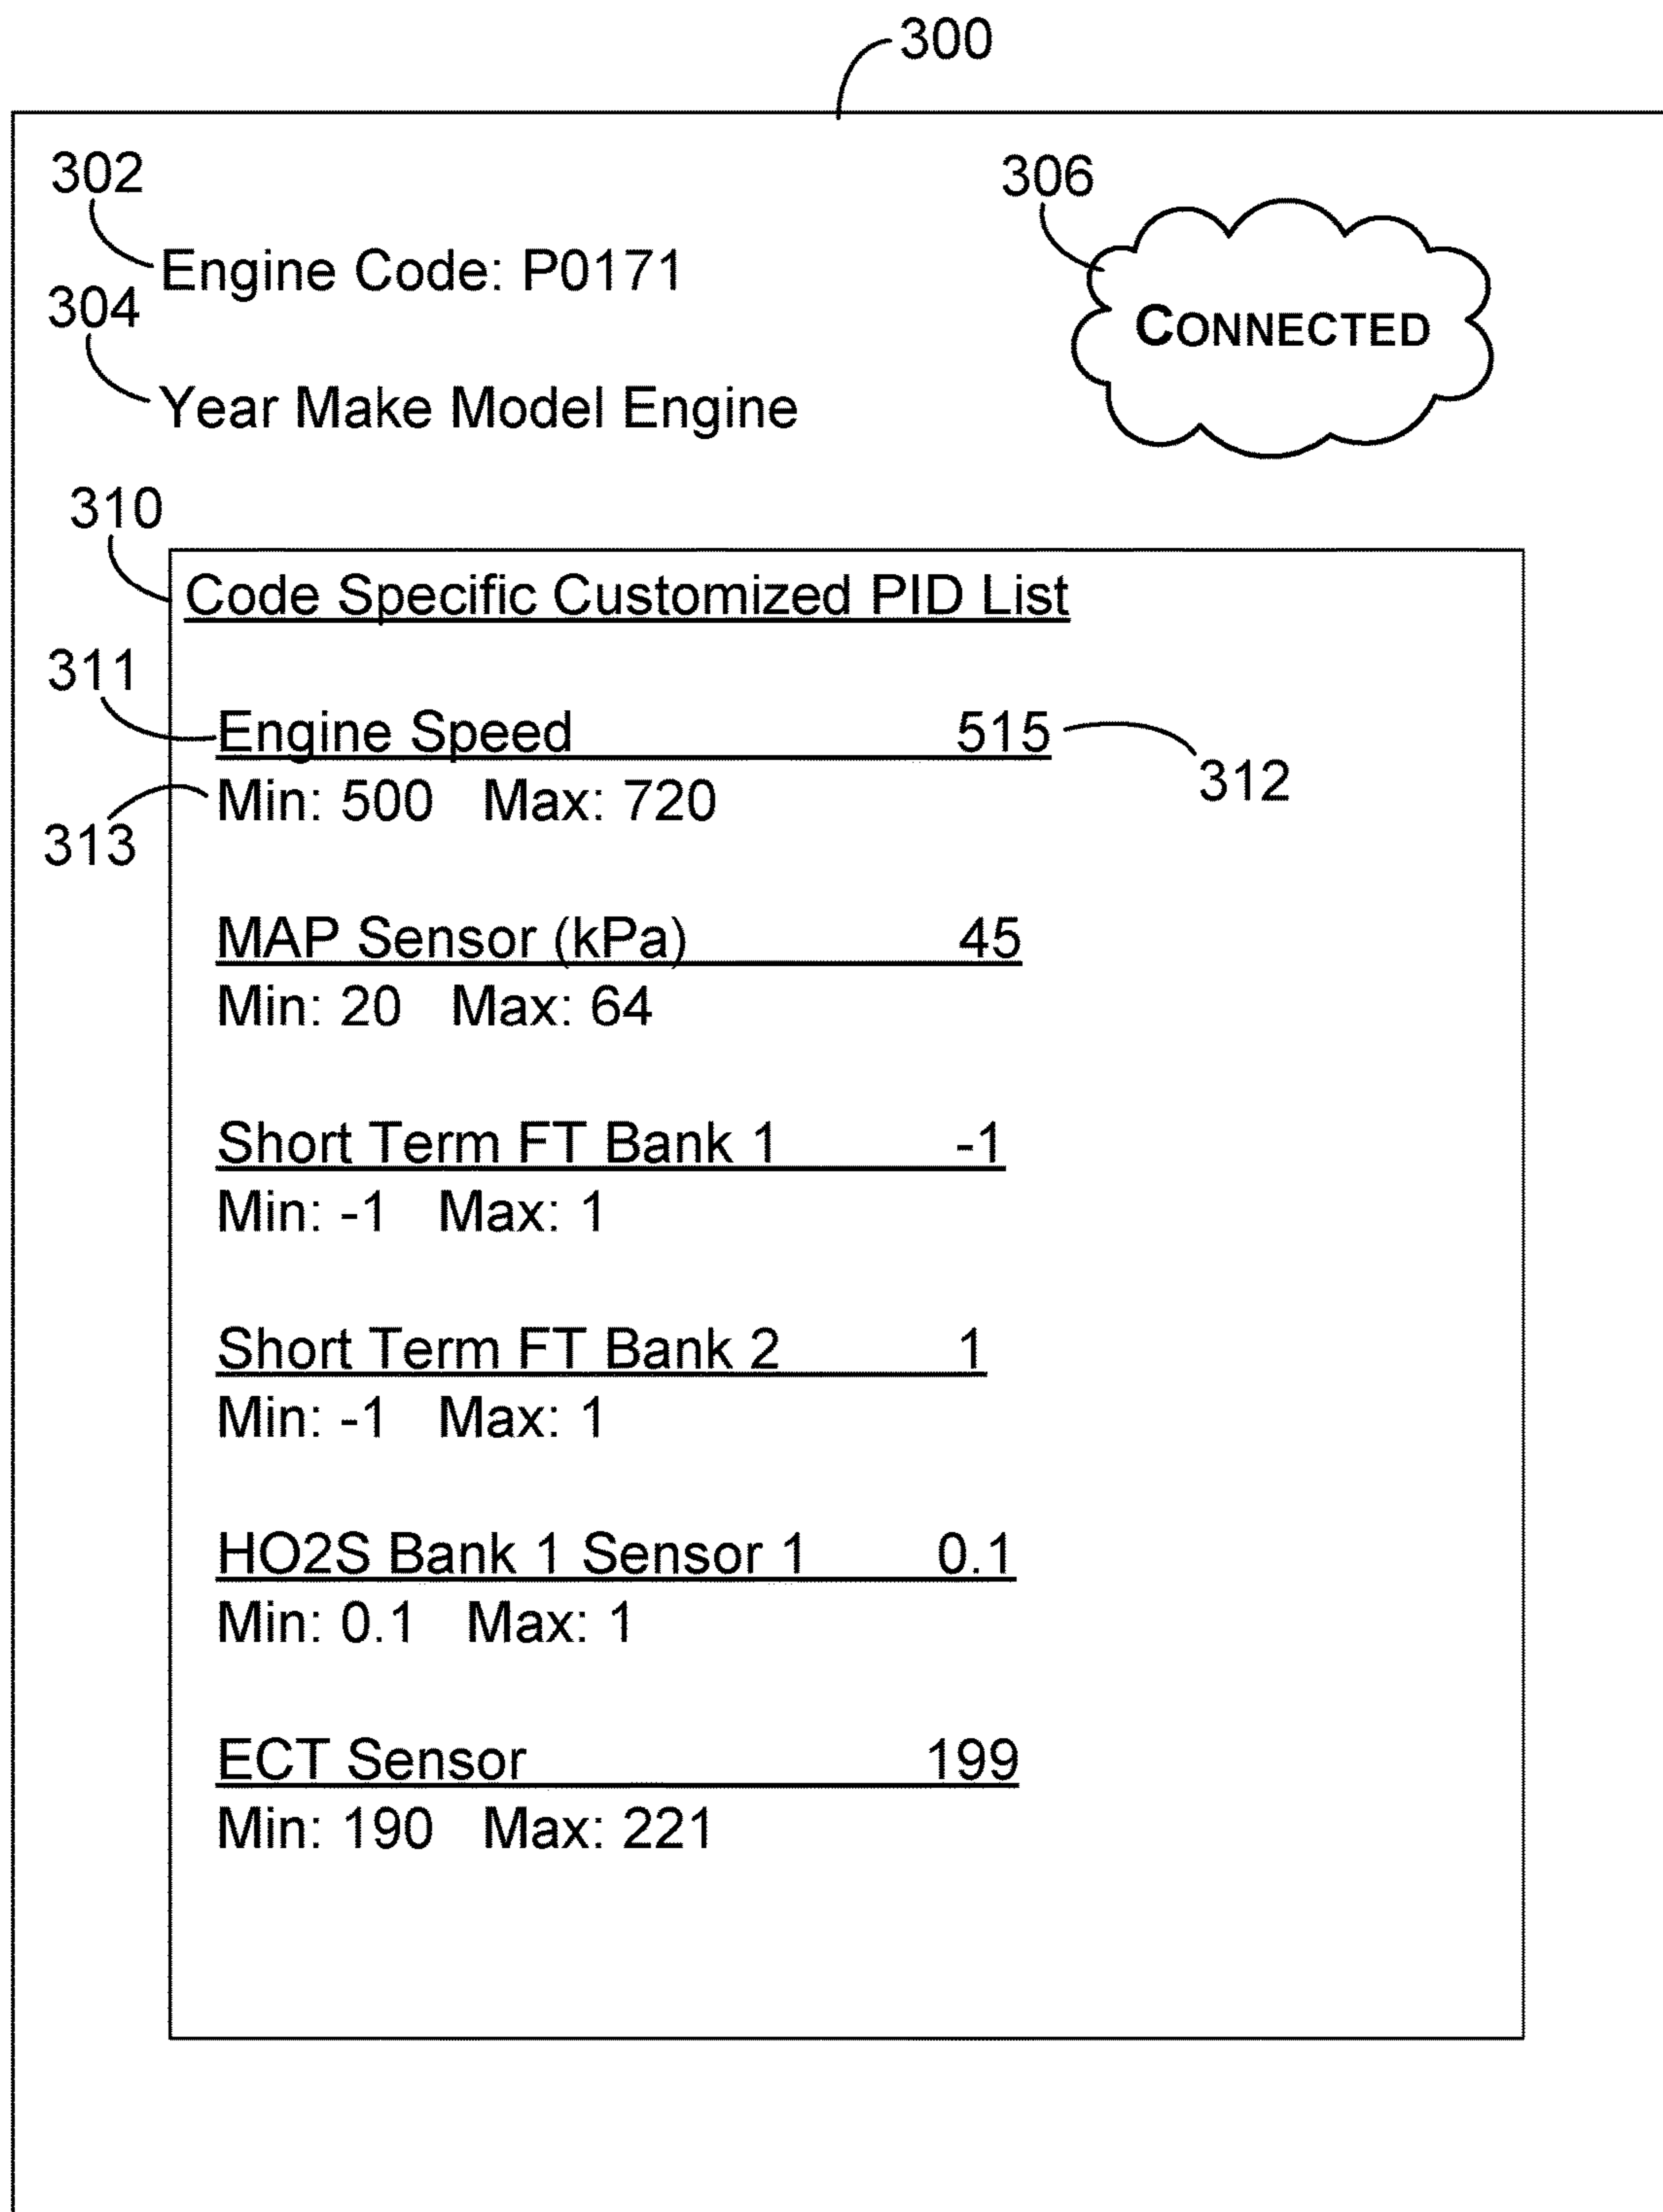 300
302
306
Engine Code: P0171
304
CONNECTED
Year Make Model Engine
310
Code Specific Customized PID List
311
Engine Speed 515
312
Min: 500 Max: 720
313
MAP Sensor (kPa) 45
Min: 20 Max: 64
Short Term FT Bank 1 -1
Min: -1 Max: 1
Short Term FT Bank 2 1
Min: -1 Max: 1
HO2S Bank 1 Sensor 1 0.1
Min: 0.1 Max: 1
ECT Sensor 199
Min: 190 Max: 221